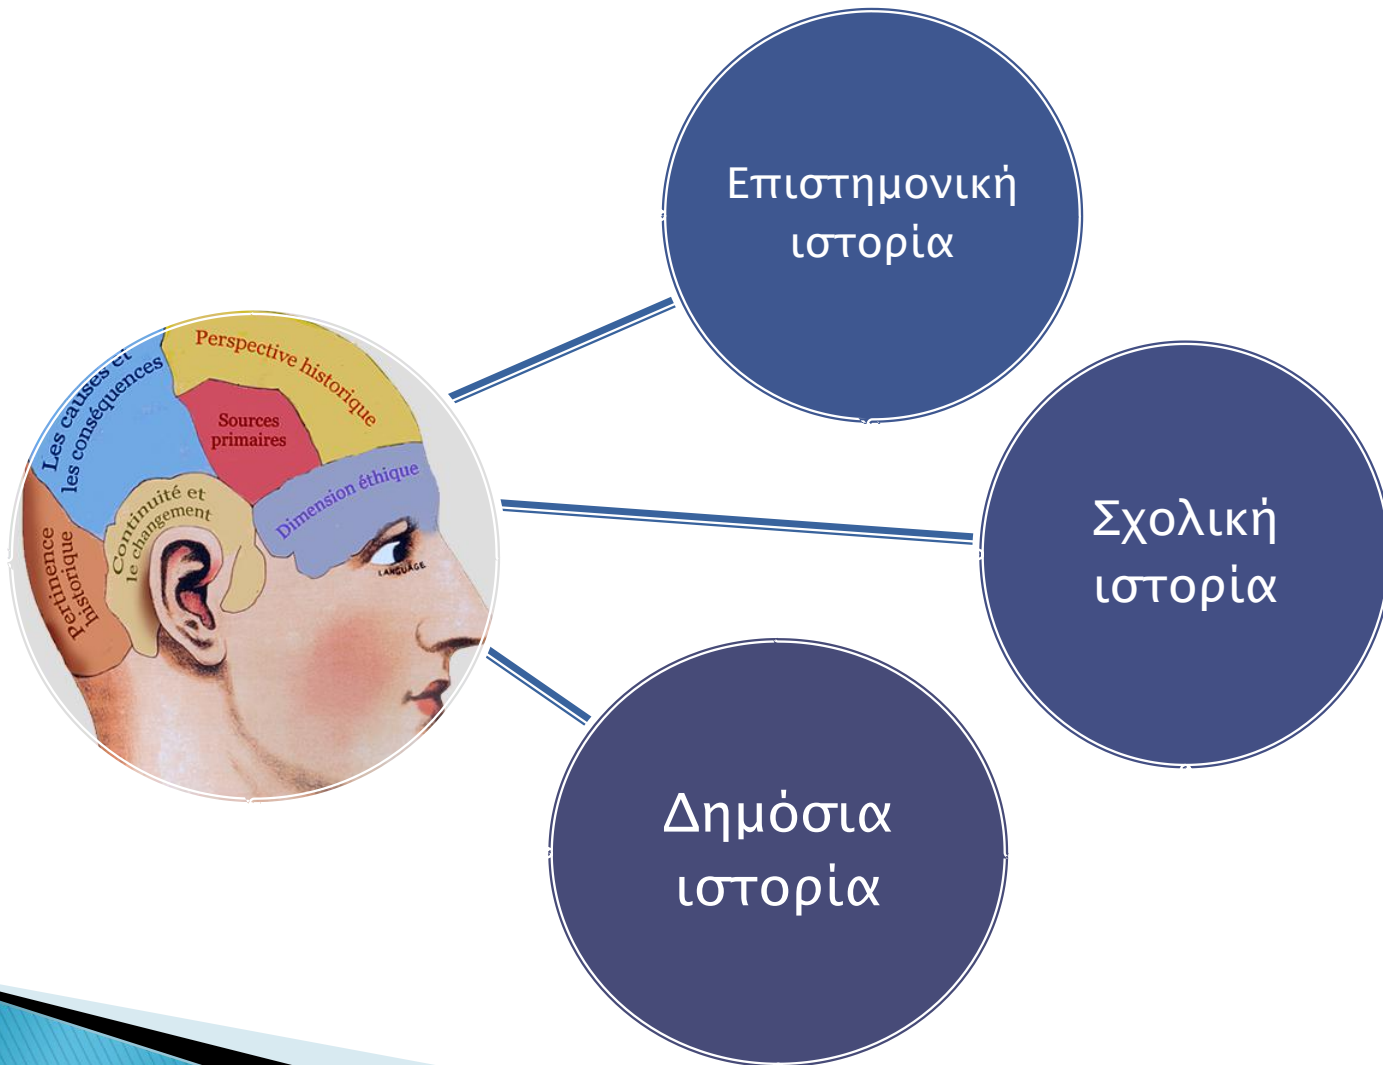 Επιστημονική
ιστορία
Perspective historique
Les causes et
les conséquences
Sources
primaires
Dimension éthique
Continuité et
le changement
LANGUAGE
Pertinence
historique
Σχολική
ιστορία
Δημόσια
ιστορία